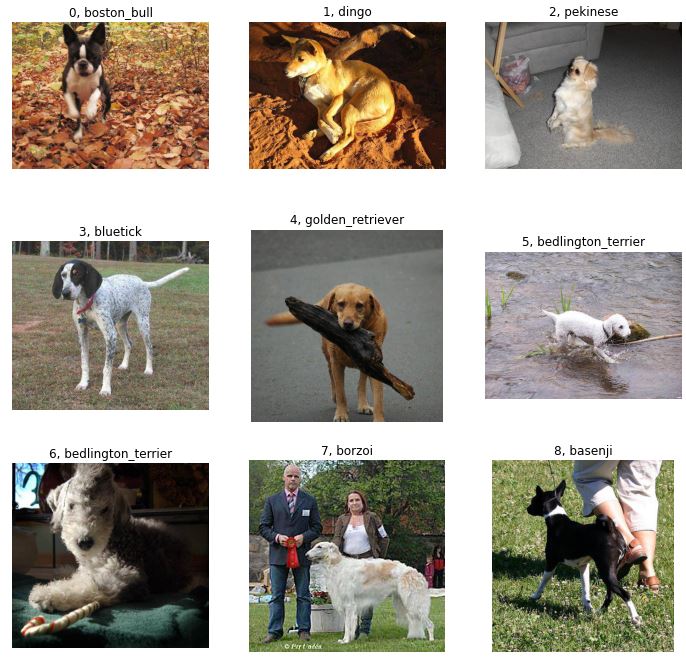 0, boston_bull
1, dingo
2, pekinese
3, bluetick
4, golden_retriever
5, bedlington_terrier
6, bedlington_terrier
7, borzoi
8, basenji